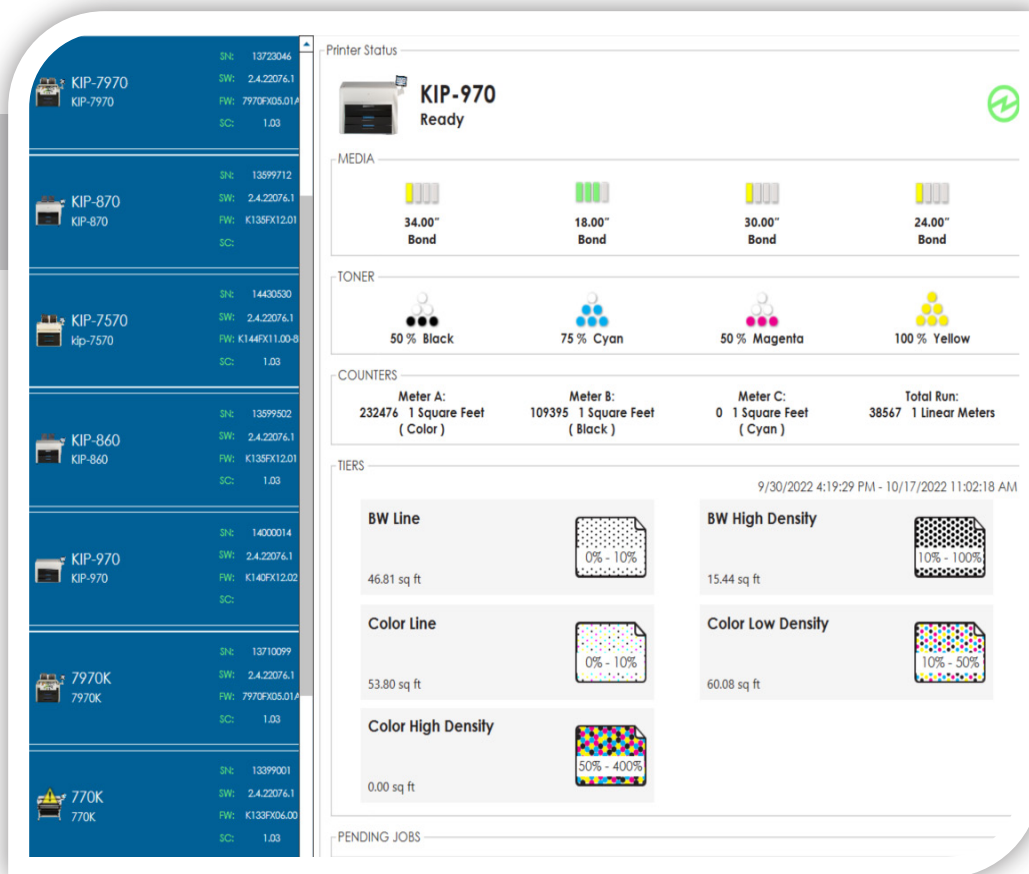 SN: 13723046
KIP-7970
SW: 2.4.22076.1
KIP-7970
FW: 7970FX05.01A
SC: 1.03
SN: 13599712
KIP-870
SW: 2.4.22076.1
KIP-870
FW: K135FX12.01
SC:
SN: 14430530
KIP-7570
SW: 2.4.22076.1
kip-7570
FW: K144FX11.00-8
SC: 1.03
SN: 13599502
KIP-860
SW: 2.4.22076.1
KIP-860
FW: K135FX12.01
SC: 1.03
SN: 14000014
KIP-970
SW: 2.4.22076.1
KIP-970
FW: K140FX12.02
SC:
SN: 13710099
7970K
SW: 2.4.22076.1
7970K
FW: 7970FX05.01A
SC: 1.03
SN: 13399001
770K
SW: 2.4.22076.1
770K
FW: K133FX06.00
SC: 1.03
Printer Status
KIP-970
Ready
MEDIA
34.00" 18.00" 30.00" 24.00"
Bond Bond Bond Bond
TONER
50 % Black 75 % Cyan 50 % Magenta 100 % Yellow
COUNTERS
Meter A: Meter B: Meter C: Total Run:
232476 1 Square Feet 109395 1 Square Feet 0 1 Square Feet 38567 1 Linear Meters
( Color ) ( Black ) ( Cyan )
TIERS
9/30/2022 4:19:29 PM - 10/17/2022 11:02:18 AM
BW Line
0% - 10%
46.81 sq ft
BW High Density
10% - 100%
15.44 sq ft
Color Line
0% - 10%
53.80 sq ft
Color Low Density
10% - 50%
60.08 sq ft
Color High Density
50% - 400%
0.00 sq ft
PENDING JOBS